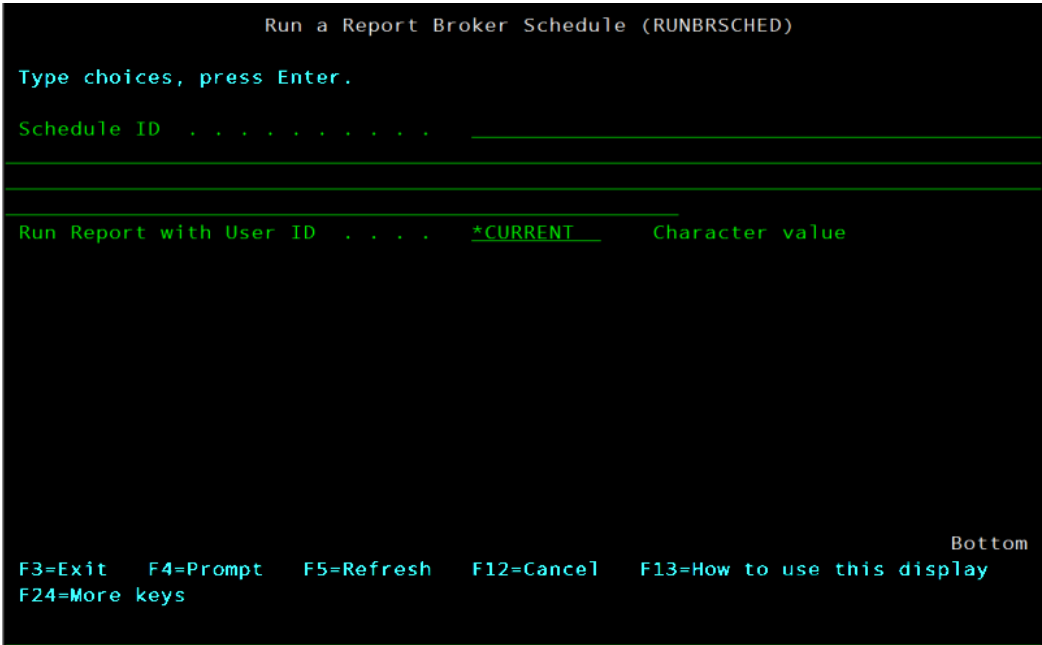 Run a Report Broker Schedule (RUNBRSCHED)
Type choices, press Enter.
Schedule ID . . . . . . . . . .
Run Report with User ID . . . . *CURRENT Character value
Bottom
F3=Exit F4=Prompt F5=Refresh F12=Cancel F13=How to use this display
F24=More keys